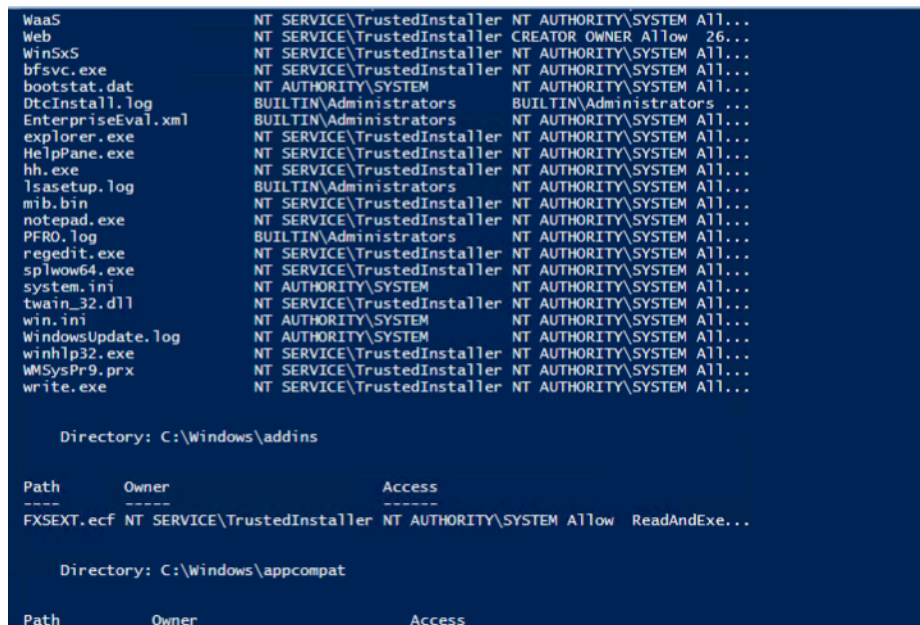 WaaS NT SERVICE\TrustedInstaller NT AUTHORITY\SYSTEM All...
Web NT SERVICE\TrustedInstaller CREATOR OWNER Allow 26...
WinSxS NT SERVICE\TrustedInstaller NT AUTHORITY\SYSTEM All...
bfsvc.exe NT SERVICE\TrustedInstaller NT AUTHORITY\SYSTEM All...
bootstat.dat NT AUTHORITY\SYSTEM NT AUTHORITY\SYSTEM All...
DtcInstall.log BUILTIN\Administrators BUILTIN\Administrators ...
EnterpriseEval.xml BUILTIN\Administrators NT AUTHORITY\SYSTEM All...
explorer.exe NT SERVICE\TrustedInstaller NT AUTHORITY\SYSTEM All...
HelpPane.exe NT SERVICE\TrustedInstaller NT AUTHORITY\SYSTEM All...
hh.exe NT SERVICE\TrustedInstaller NT AUTHORITY\SYSTEM All...
lsasetup.log BUILTIN\Administrators NT AUTHORITY\SYSTEM All...
mib.bin NT SERVICE\TrustedInstaller NT AUTHORITY\SYSTEM All...
notepad.exe NT SERVICE\TrustedInstaller NT AUTHORITY\SYSTEM All...
PFRO.log BUILTIN\Administrators NT AUTHORITY\SYSTEM All...
regedit.exe NT SERVICE\TrustedInstaller NT AUTHORITY\SYSTEM All...
splwow64.exe NT SERVICE\TrustedInstaller NT AUTHORITY\SYSTEM All...
system.ini NT AUTHORITY\SYSTEM NT AUTHORITY\SYSTEM All...
twain_32.dll NT SERVICE\TrustedInstaller NT AUTHORITY\SYSTEM All...
win.ini NT AUTHORITY\SYSTEM NT AUTHORITY\SYSTEM All...
WindowsUpdate.log NT AUTHORITY\SYSTEM NT AUTHORITY\SYSTEM All...
winhlp32.exe NT SERVICE\TrustedInstaller NT AUTHORITY\SYSTEM All...
WMSysPr9.prx NT SERVICE\TrustedInstaller NT AUTHORITY\SYSTEM All...
write.exe NT SERVICE\TrustedInstaller NT AUTHORITY\SYSTEM All...
Directory: C:\Windows\addins
Path Owner Access
---- ----- ------
FXSEXT.ecf NT SERVICE\TrustedInstaller NT AUTHORITY\SYSTEM Allow ReadAndExe...
Directory: C:\Windows\appcompat
Path Owner Access